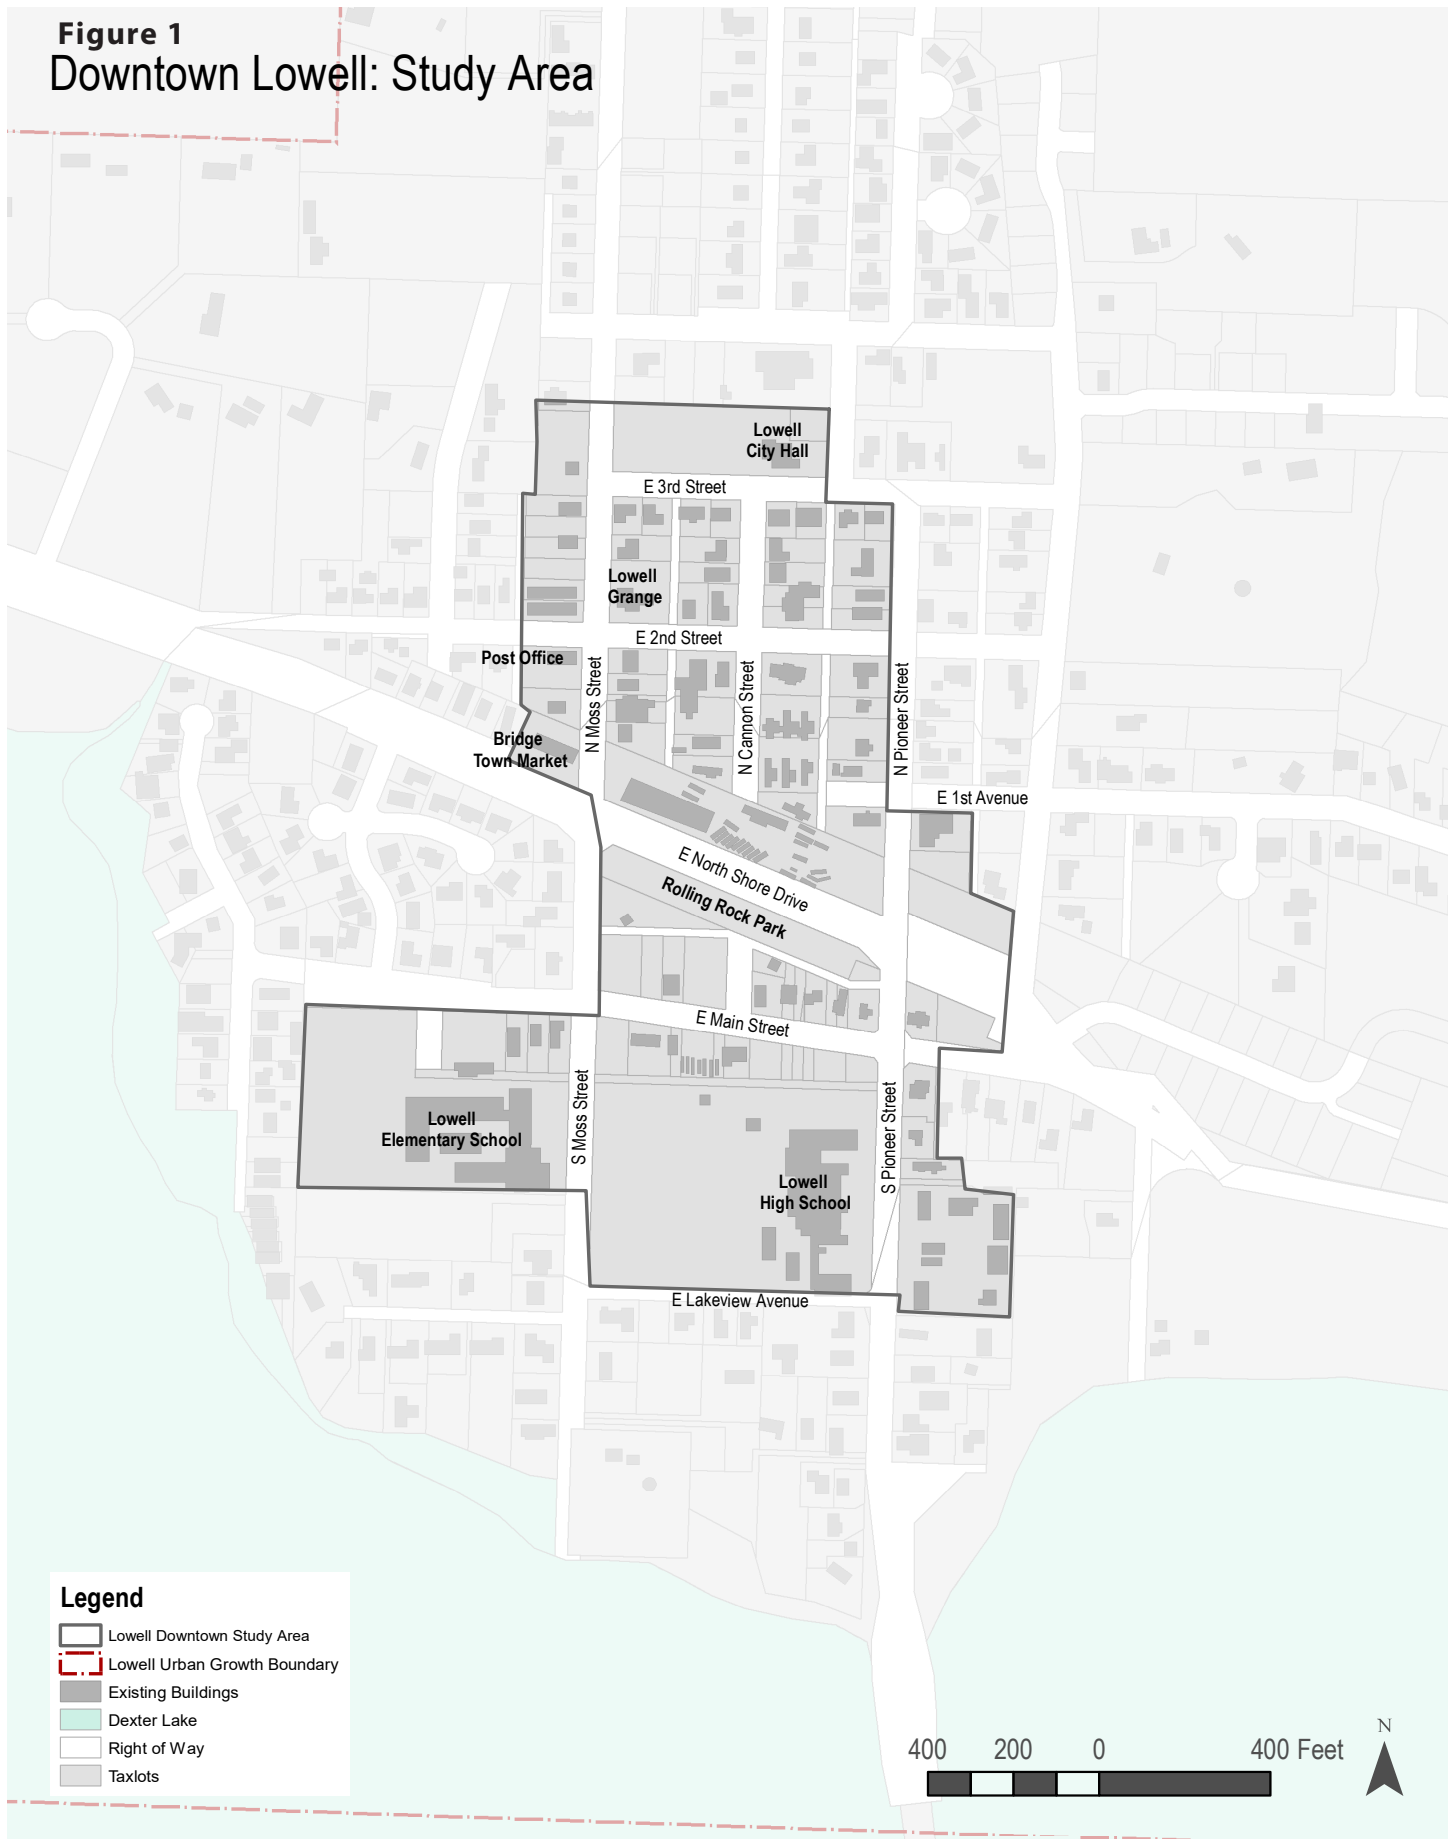 Figure 1
Downtown Lowell: Study Area
Lowell
City Hall
E 3rd Street
Lowell
Grange
E 2nd Street
Post Office
N Moss Street
N Cannon Street
N Pioneer Street
Bridge
Town Market
E 1st Avenue
E North Shore Drive
Rolling Rock Park
E Main Street
S Moss Street
S Pioneer Street
Lowell
Elementary School
Lowell
High School
E Lakeview Avenue
Legend
Lowell Downtown Study Area
Lowell Urban Growth Boundary
Existing Buildings
Dexter Lake
Right of Way
Taxlots
400 200 0 400 Feet
N